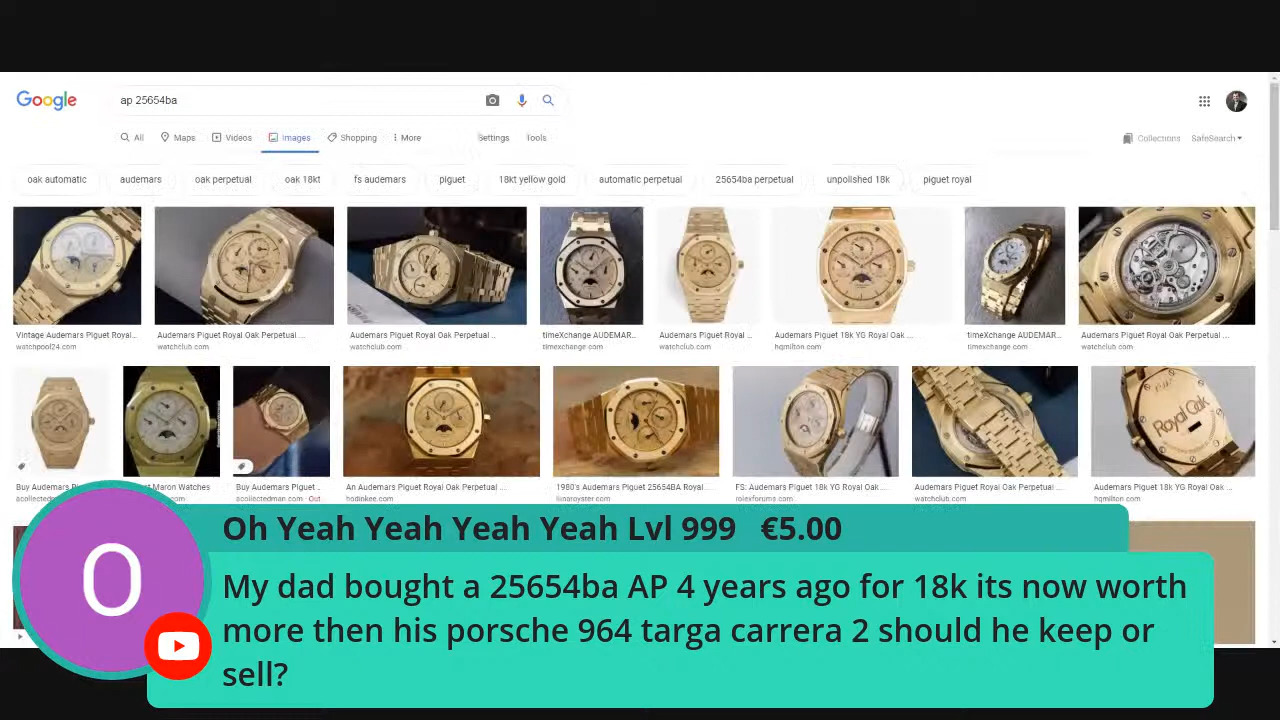 Google
ap 25654ba
All Maps Videos Images Shopping More Settings Tools
Collections SafeSearch
oak automatic audemars oak perpetual oak 18kt fs audemars piguet 18kt yellow gold automatic perpetual 25654ba perpetual unpolished 18k piguet royal
Vintage Audemars Piguet Royal... Audemars Piguet Royal Oak Perpetual ... Audemars Piguet Royal Oak Perpetual .. timeXchange AUDEMAR... Audemars Piguet Royal ... Audemars Piguet 18k YG Royal Oak ... timeXchange AUDEMAR... Audemars Piguet Royal Oak Perpetual ...
watchpool24.com watchclub.com watchclub.com timexchange.com watchclub.com hqmilton.com timexchange.com watchclub.com
Royal Oak
Buy Audemars Piguet ... Maron Watches Buy Audemars Piguet . An Audemars Piguet Royal Oak Perpetual ... 1980's Audemars Piguet 25654BA Royal ... FS: Audemars Piguet 18k YG Royal Oak ... Audemars Piguet Royal Oak Perpetual ... Audemars Piguet 18k YG Royal Oak ...
acollectedman.com · Out hodinkee.com rolexforums.com watchclub.com hqmilton.com
Oh Yeah Yeah Yeah Yeah Lvl 999 €5.00
O
My dad bought a 25654ba AP 4 years ago for 18k its now worth
more then his porsche 964 targa carrera 2 should he keep or
sell?